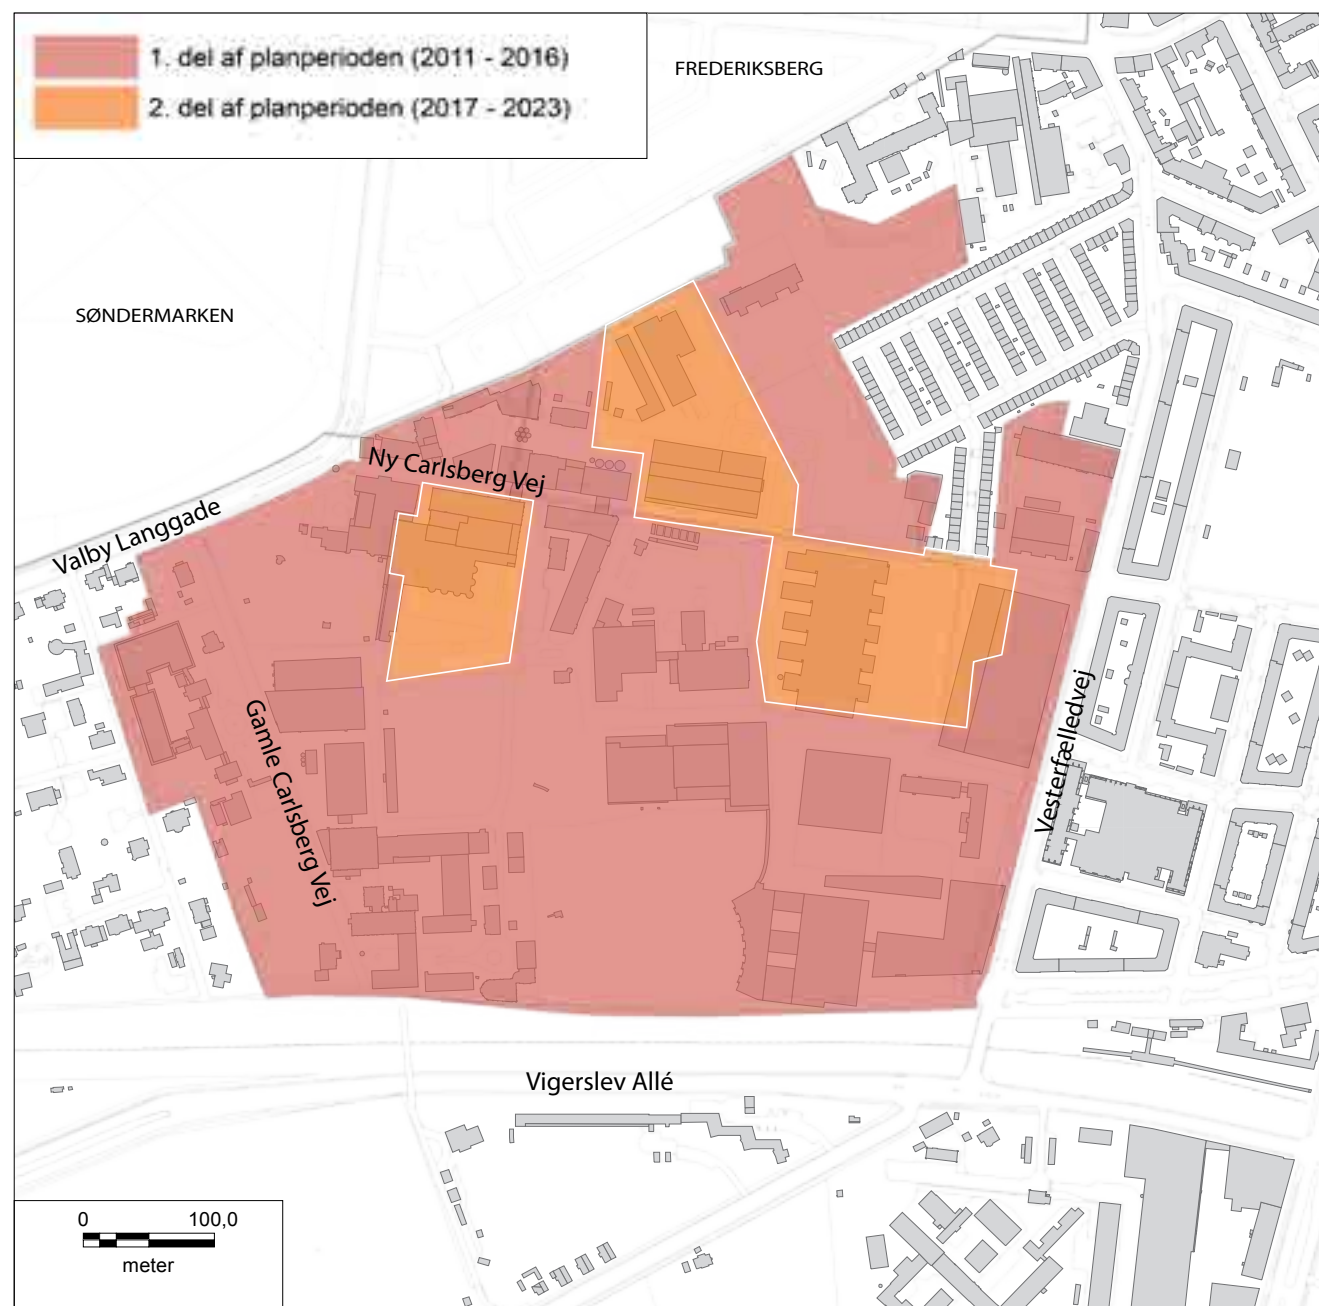 1. del af planperioden (2011 - 2016)
2. del af planperioden (2017 - 2023)
FREDERIKSBERG
SØNDERMARKEN
Ny Carlsberg Vej
Valby Langgade
Gamle Carlsberg Vej
Vesterfælledvej
Vigerslev Allé
0 100,0
meter